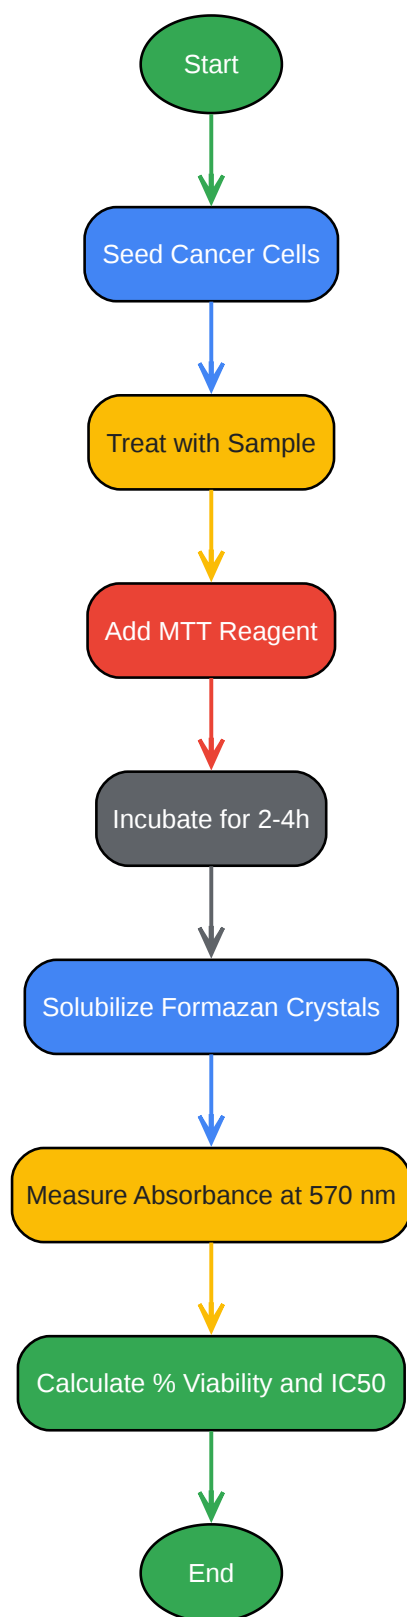 Start
Seed Cancer Cells
Treat with Sample
Add MTT Reagent
Incubate for 2-4h
Solubilize Formazan Crystals
Measure Absorbance at 570 nm
Calculate % Viability and IC50
End